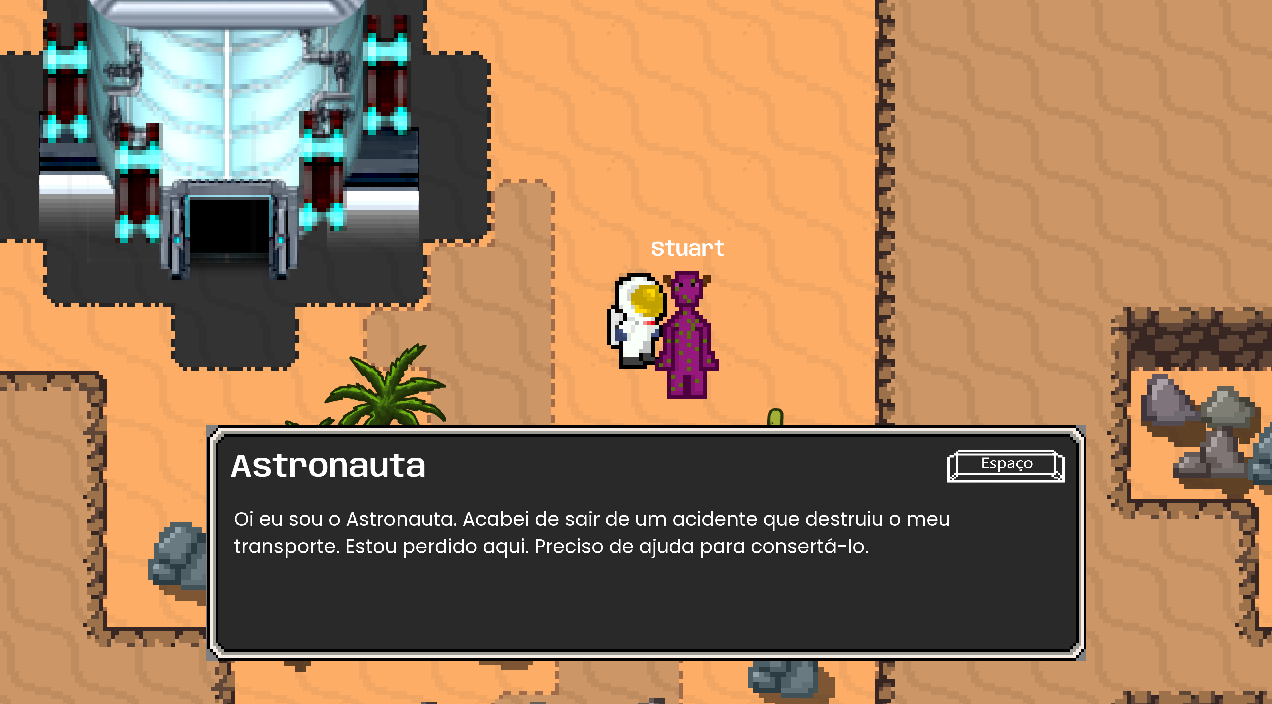 Stuart
Astronauta
Espaço
Oi eu sou o Astronauta. Acabei de sair de um acidente que destruiu o meu
transporte. Estou perdido aqui. Preciso de ajuda para consertá-lo.